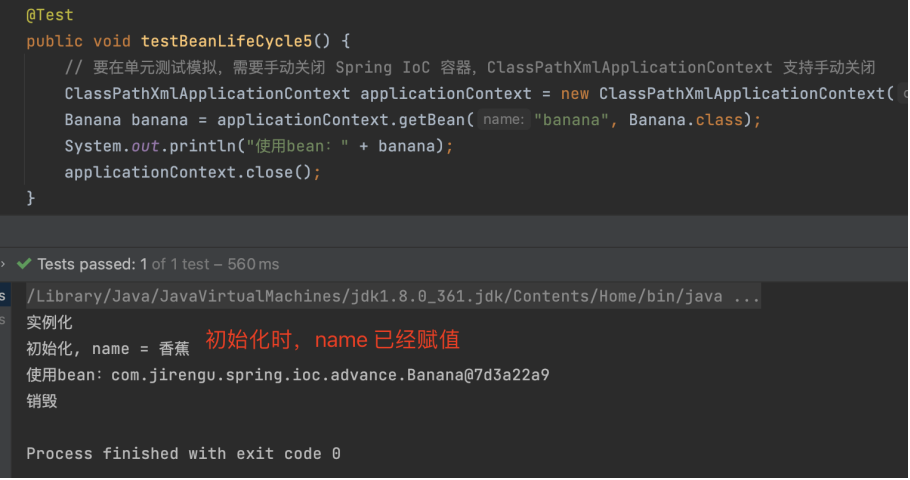 @Test
public void testBeanLifeCycle5() {
// 要在单元测试模拟，需要手动关闭 Spring IoC 容器，ClassPathXmlApplicationContext 支持手动关闭
ClassPathXmlApplicationContext applicationContext = new ClassPathXmlApplicationContext(
Banana banana = applicationContext.getBean( name: "banana", Banana.class);
System.out.println("使用bean：" + banana);
applicationContext.close();
}
Tests passed: 1 of 1 test – 560 ms
/Library/Java/JavaVirtualMachines/jdk1.8.0_361.jdk/Contents/Home/bin/java ...
实例化
初始化, name = 香蕉 初始化时，name 已经赋值
使用bean：com.jirengu.spring.ioc.advance.Banana@7d3a22a9
销毁
Process finished with exit code 0